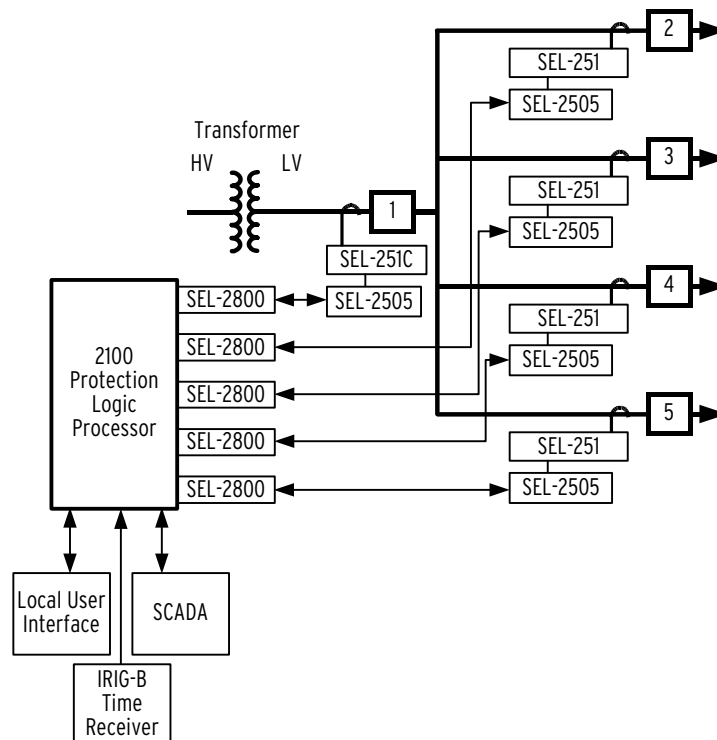 2
SEL-251
SEL-2505
Transformer
HV LV
3
SEL-251
SEL-2505
1
SEL-251C
SEL-2505
4
SEL-251
SEL-2505
2100
Protection
Logic
Processor
SEL-2800
SEL-2800
SEL-2800
SEL-2800
SEL-2800
5
SEL-251
SEL-2505
Local User
Interface
SCADA
IRIG-B
Time
Receiver